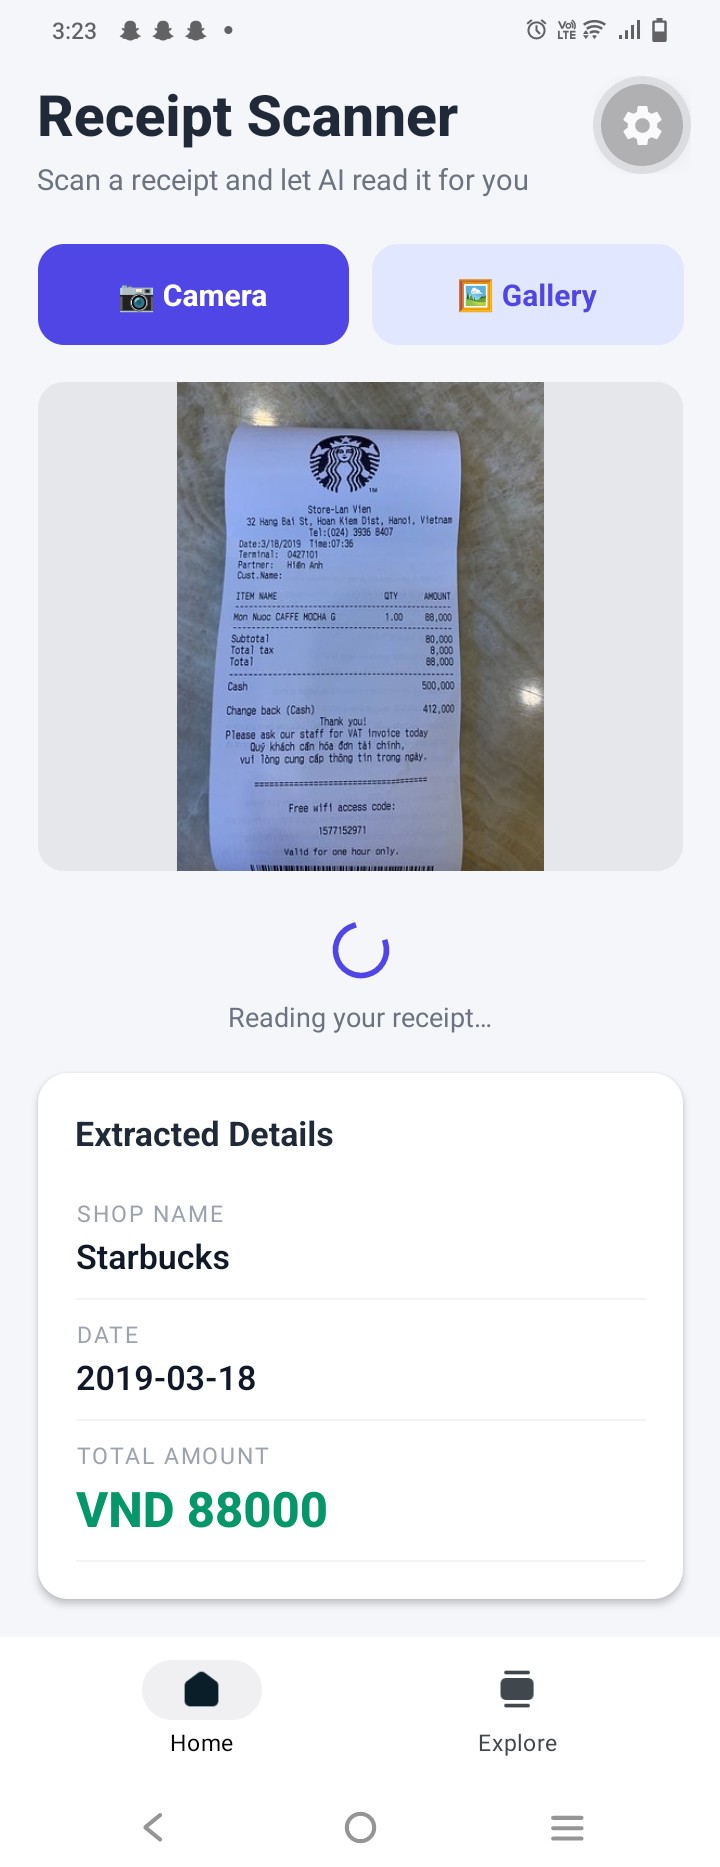 3:23
VoI)
LTE
Receipt Scanner
Scan a receipt and let AI read it for you
Camera
Gallery
TM
Store-Lan Vien
32 Hang Bai St, Hoan Kiem Dist, Hanoi, Vietnam
Tel:(024) 3936 8407
Date:3/18/2019 Time:07:36
Terminal: 0427101
Partner: Hiền Anh
Cust.Name:
ITEM NAME QTY AMOUNT
Mon Nuoc CAFFE MOCHA G 1.00 88,000
Subtotal 80,000
Total tax 8,000
Total 88,000
Cash 500,000
Change back (Cash) 412,000
Thank you!
Please ask our staff for VAT invoice today
Quý khách cần hóa đơn tài chính,
vui lòng cung cấp thông tin trong ngày.
Free wifi access code:
1577152971
Valid for one hour only.
Reading your receipt...
Extracted Details
SHOP NAME
Starbucks
DATE
2019-03-18
TOTAL AMOUNT
VND 88000
Home
Explore